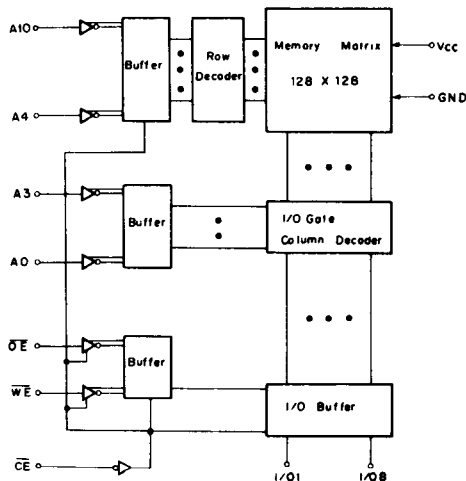 A10
A4
Buffer
Row
Decoder
Memory Matrix
128 X 128
Vcc
GND
A3
A0
Buffer
I/O Gate
Column Decoder
OE
WE
CE
Buffer
I/O Buffer
I/O1
I/O8